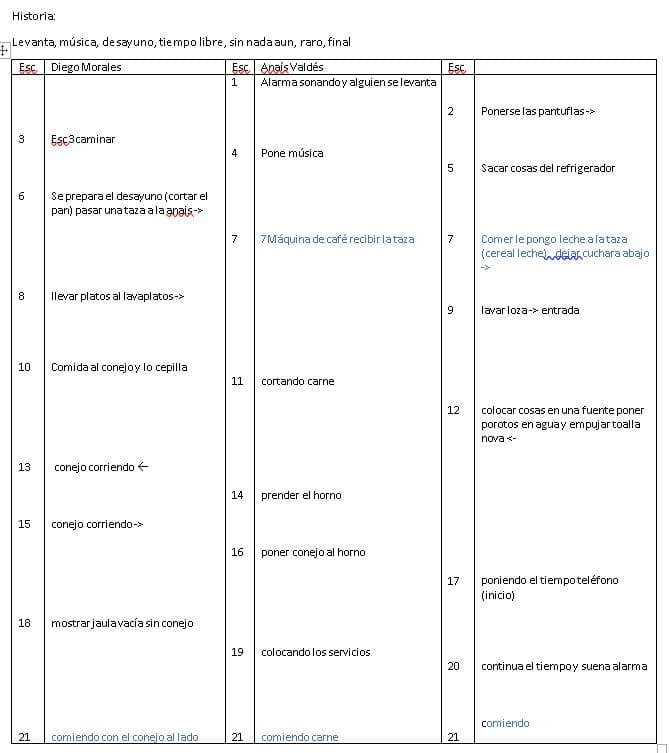 Historia:
Levanta, música, desayuno, tiempo libre, sin nada aun, raro, final
Esc Diego Morales Esc Anaís Valdés Esc
1 Alarma sonando y alguien se levanta
2 Ponerse las pantuflas->
3 Esc3caminar
4 Pone música
5 Sacar cosas del refrigerador
6 Se prepara el desayuno (cortar el
pan) pasar una taza a la anais->
7 7Máquina de café recibir la taza
7 Comer le pongo leche a la taza
(cereal leche), dejar cuchara abajo
->
8 llevar platos al lavaplatos->
9 lavar loza-> entrada
10 Comida al conejo y lo cepilla
11 cortando carne
12 colocar cosas en una fuente poner
porotos en agua y empujar toalla
nova <-
13 conejo corriendo ←
14 prender el horno
15 conejo corriendo->
16 poner conejo al horno
17 poniendo el tiempo teléfono
(inicio)
18 mostrar jaula vacía sin conejo
19 colocando los servicios
20 continua el tiempo y suena alarma
comiendo
21 comiendo con el conejo al lado 21 comiendo carne 21